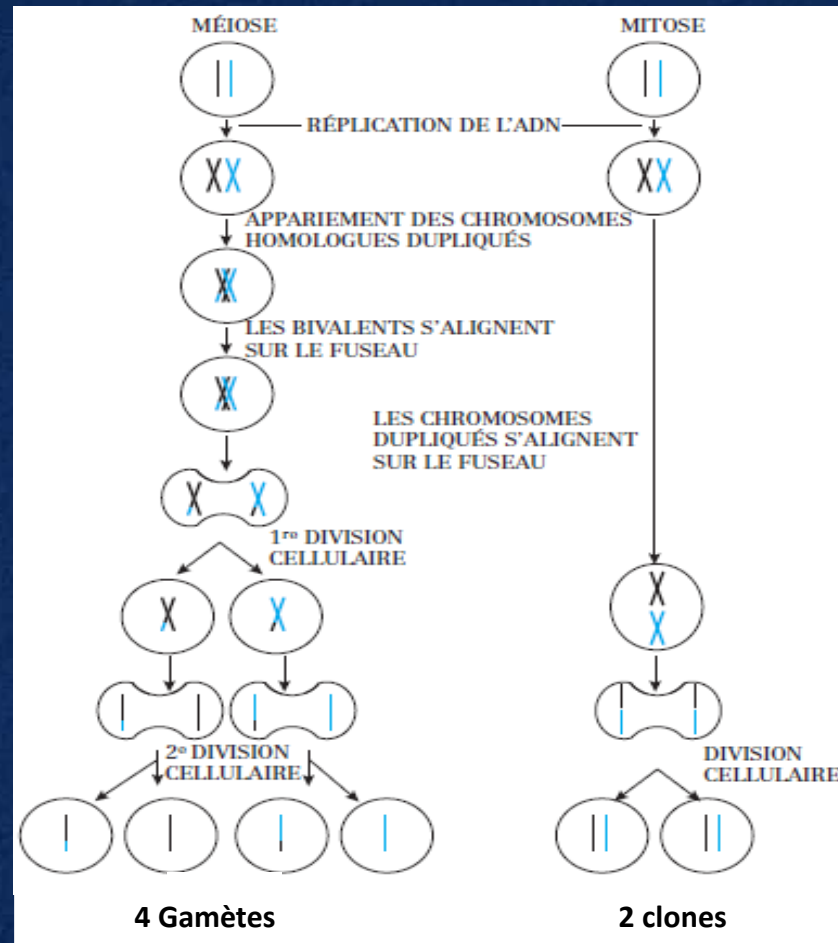 MÉIOSE
MITOSE
RÉPLICATION DE L'ADN
APPARIEMENT DES CHROMOSOMES
HOMOLOGUES DUPLIQUÉS
LES BIVALENTS S'ALIGNENT
SUR LE FUSEAU
LES CHROMOSOMES
DUPLIQUÉS S'ALIGNENT
SUR LE FUSEAU
1re DIVISION
CELLULAIRE
2e DIVISION
CELLULAIRE
DIVISION
CELLULAIRE
4 Gamètes
2 clones